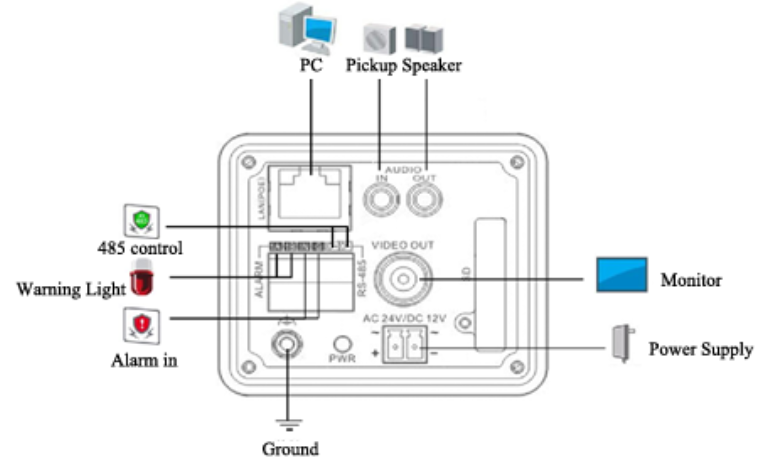 PC
Pickup Speaker
AUDIO
IN
OUT
LAN(POE)
485 control
ALARM
RS-485
VIDEO OUT
Warning Light
Monitor
AC 24V/DC 12V
~ ~
+ −
PWR
Alarm in
Power Supply
Ground